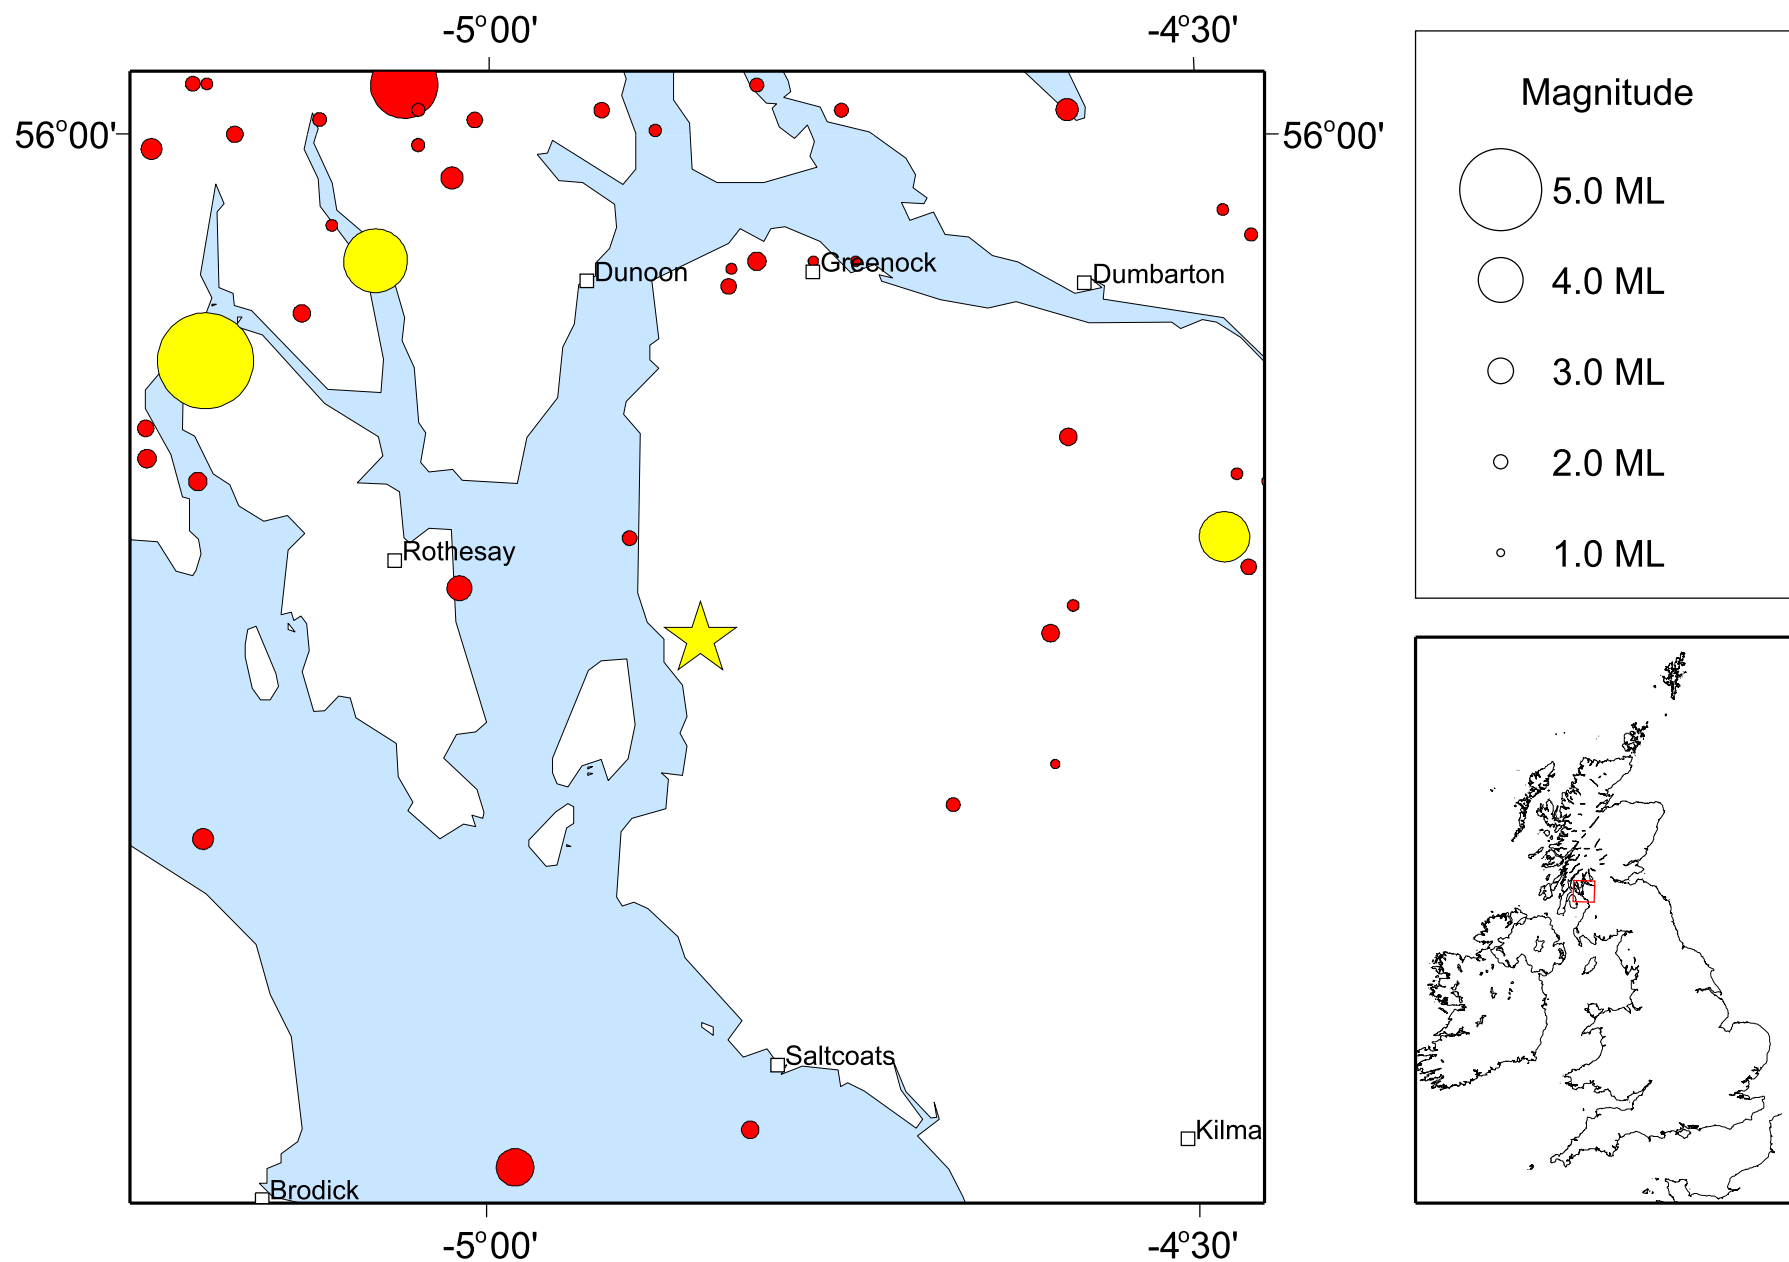 -5°00'
-4°30'
56°00'
56°00'
Dunoon
Greenock
Dumbarton
Rothesay
Saltcoats
Kilma
Brodick
-5°00'
-4°30'
Magnitude
5.0 ML
4.0 ML
3.0 ML
2.0 ML
1.0 ML